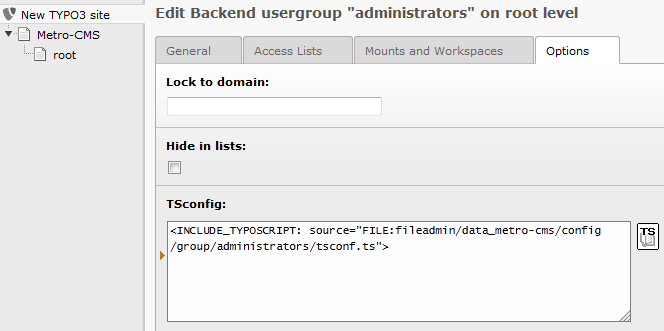 New TYPO3 site
Metro-CMS
root
Edit Backend usergroup "administrators" on root level
General
Access Lists
Mounts and Workspaces
Options
Lock to domain:
Hide in lists:
TSconfig:
<INCLUDE_TYPOSCRIPT: source="FILE:fileadmin/data_metro-cms/config
/group/administrators/tsconf.ts">
TS